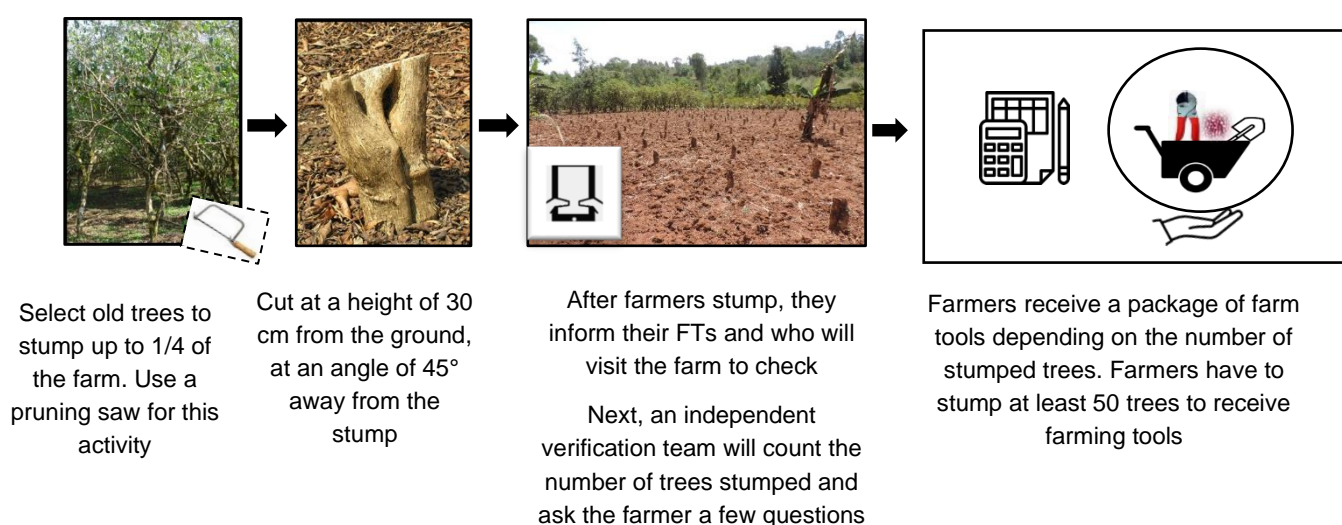 Select old trees to
stump up to 1/4 of
the farm. Use a
pruning saw for this
activity
Cut at a height of 30
cm from the ground,
at an angle of 45°
away from the
stump
After farmers stump, they
inform their FTs and who will
visit the farm to check
Next, an independent
verification team will count the
number of trees stumped and
ask the farmer a few questions
Farmers receive a package of farm
tools depending on the number of
stumped trees. Farmers have to
stump at least 50 trees to receive
farming tools